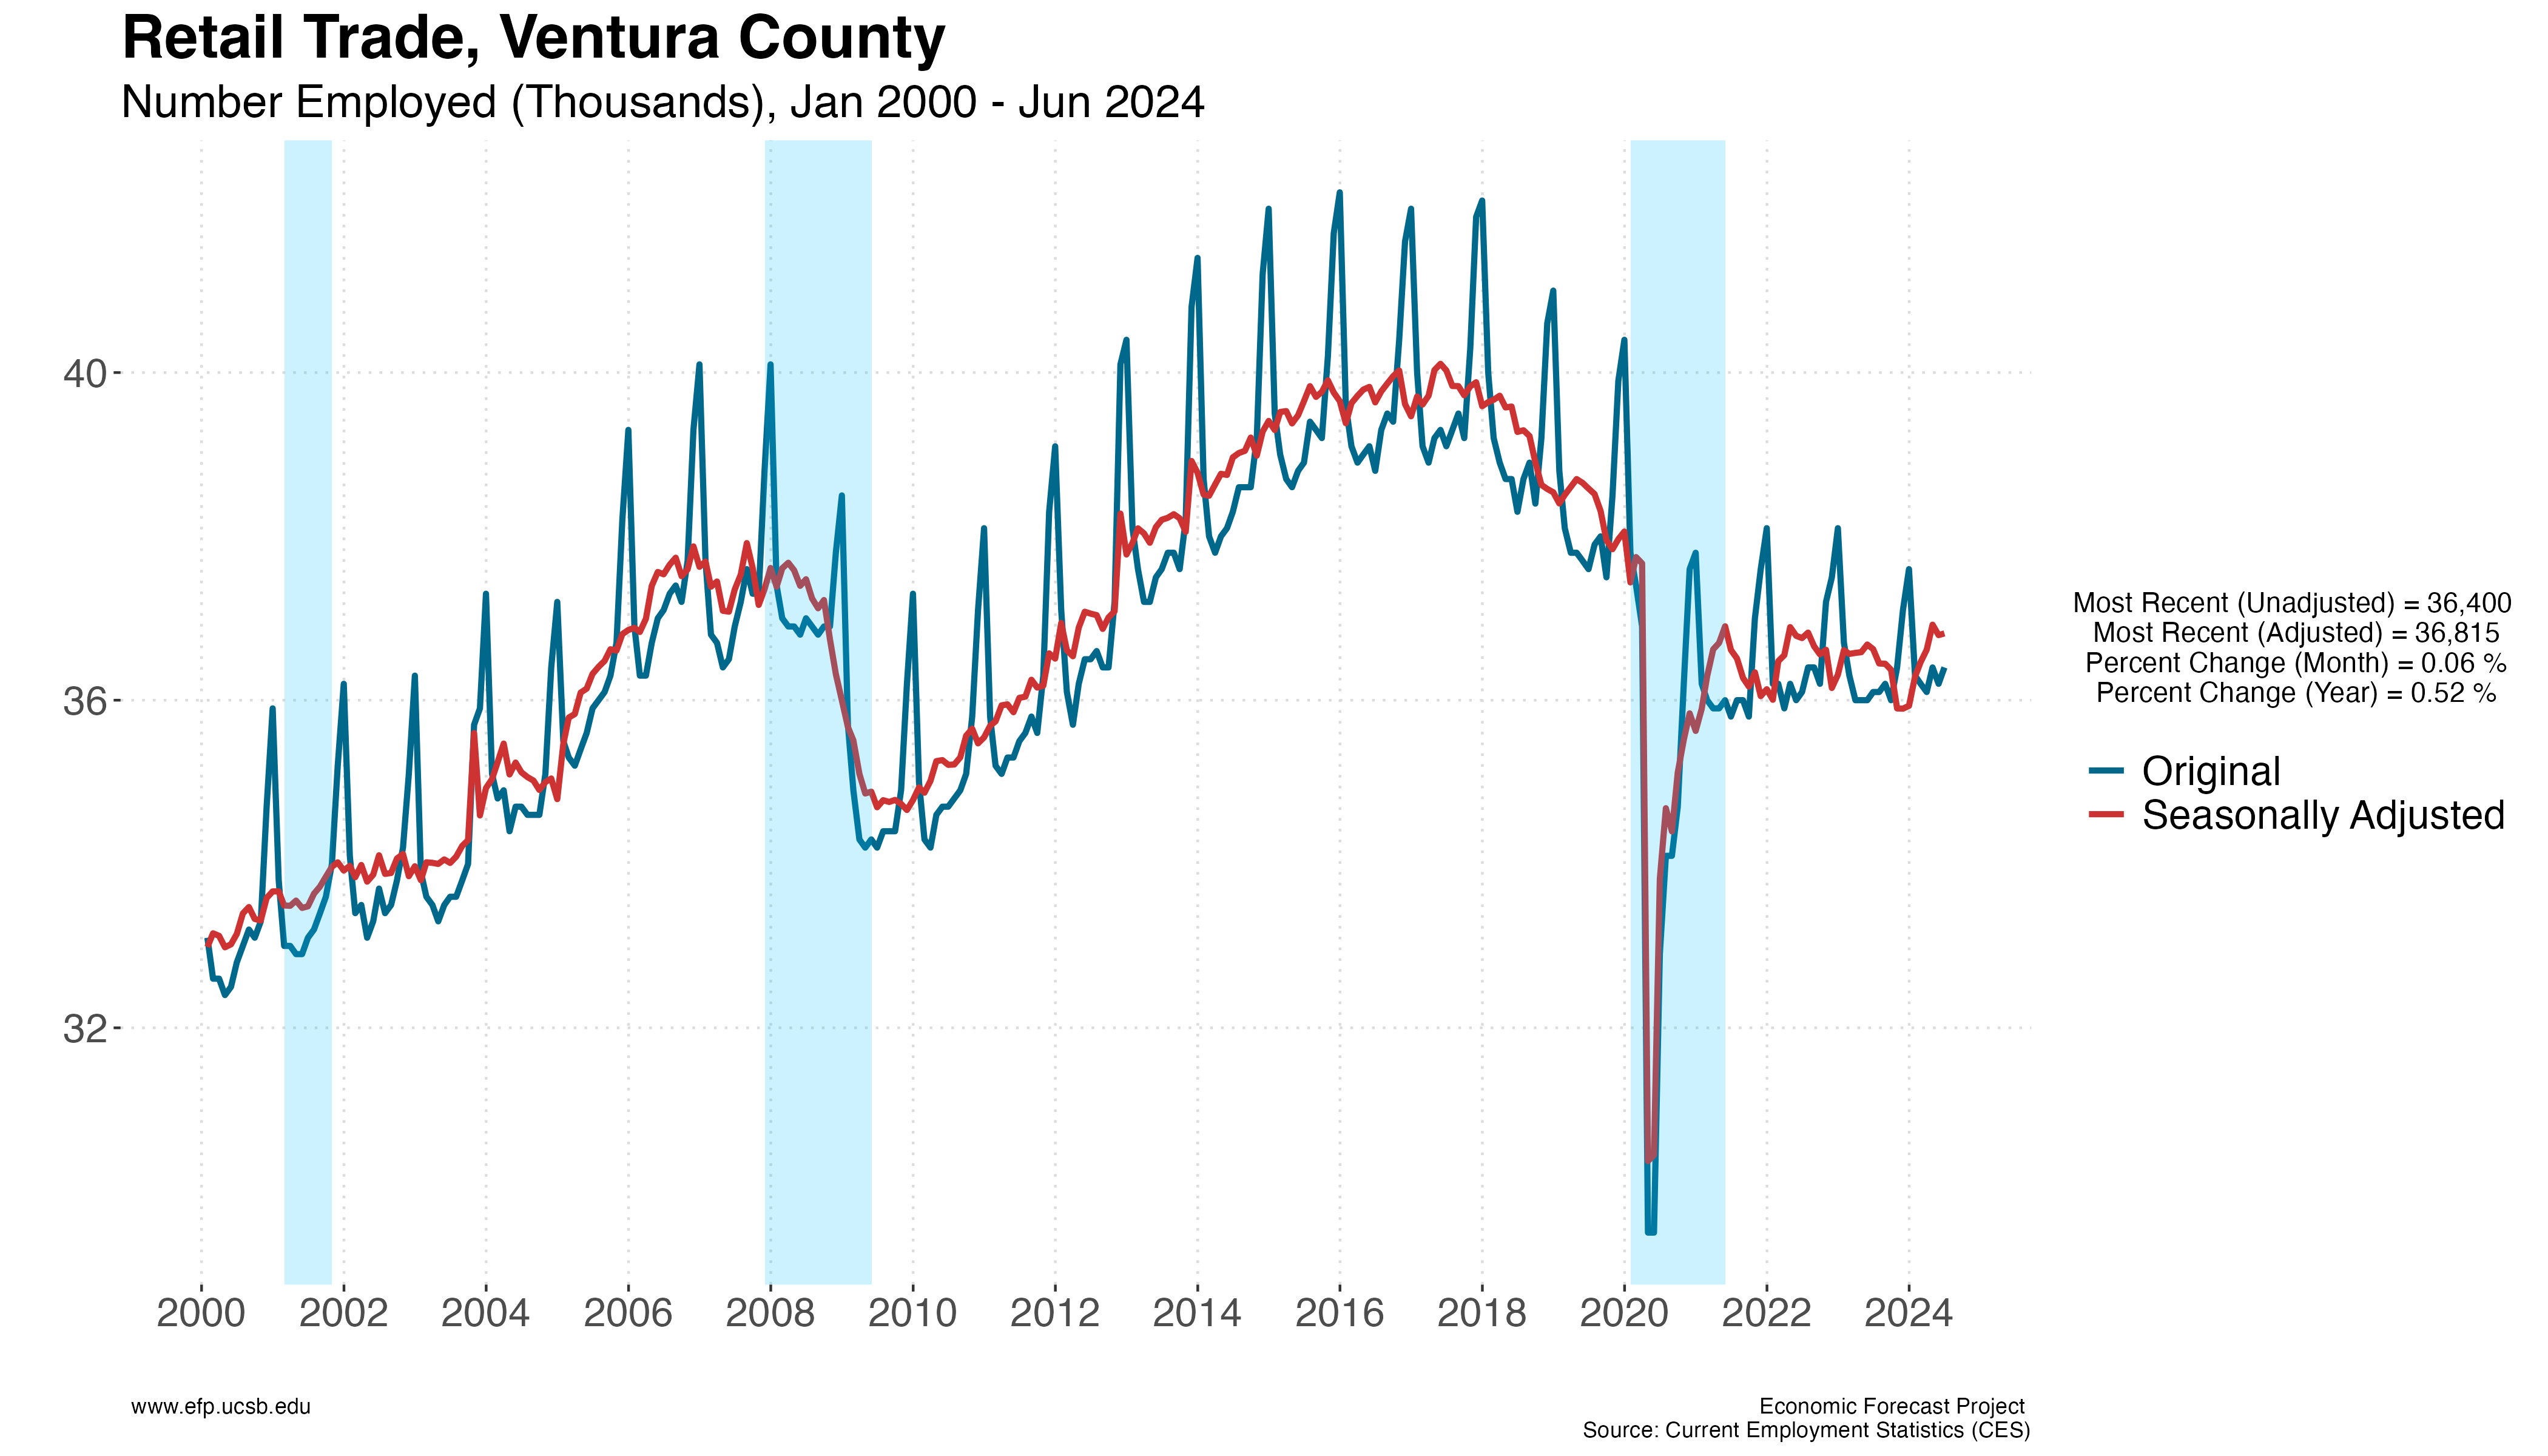 Retail Trade, Ventura County
Number Employed (Thousands), Jan 2000 - Jun 2024
40
36
32
2000 2002 2004 2006 2008 2010 2012 2014 2016 2018 2020 2022 2024
Most Recent (Unadjusted) = 36,400
Most Recent (Adjusted) = 36,815
Percent Change (Month) = 0.06 %
Percent Change (Year) = 0.52 %
Original
Seasonally Adjusted
www.efp.ucsb.edu
Economic Forecast Project
Source: Current Employment Statistics (CES)